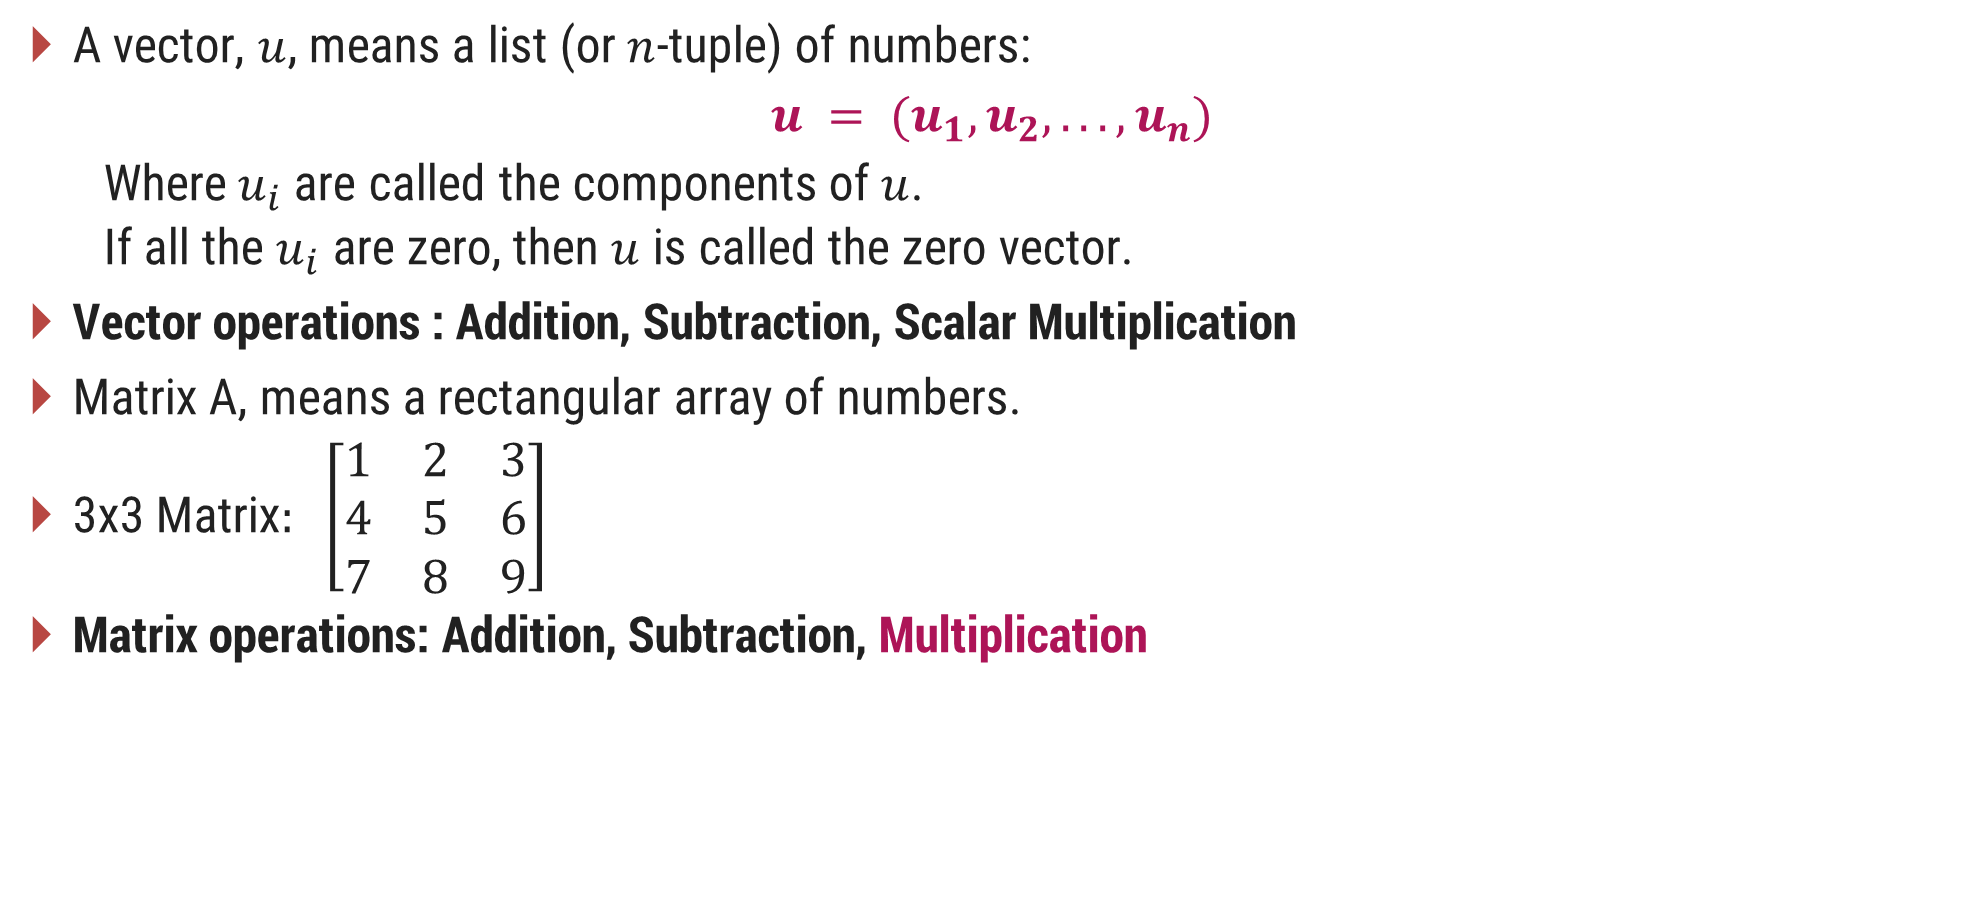 A vector, u, means a list (or n-tuple) of numbers:
u = (u₁, u₂, . . . , uₙ)
Where uᵢ are called the components of u.
If all the uᵢ are zero, then u is called the zero vector.
Vector operations : Addition, Subtraction, Scalar Multiplication
Matrix A, means a rectangular array of numbers.
3x3 Matrix:
1 2 3
4 5 6
7 8 9
Matrix operations: Addition, Subtraction, Multiplication